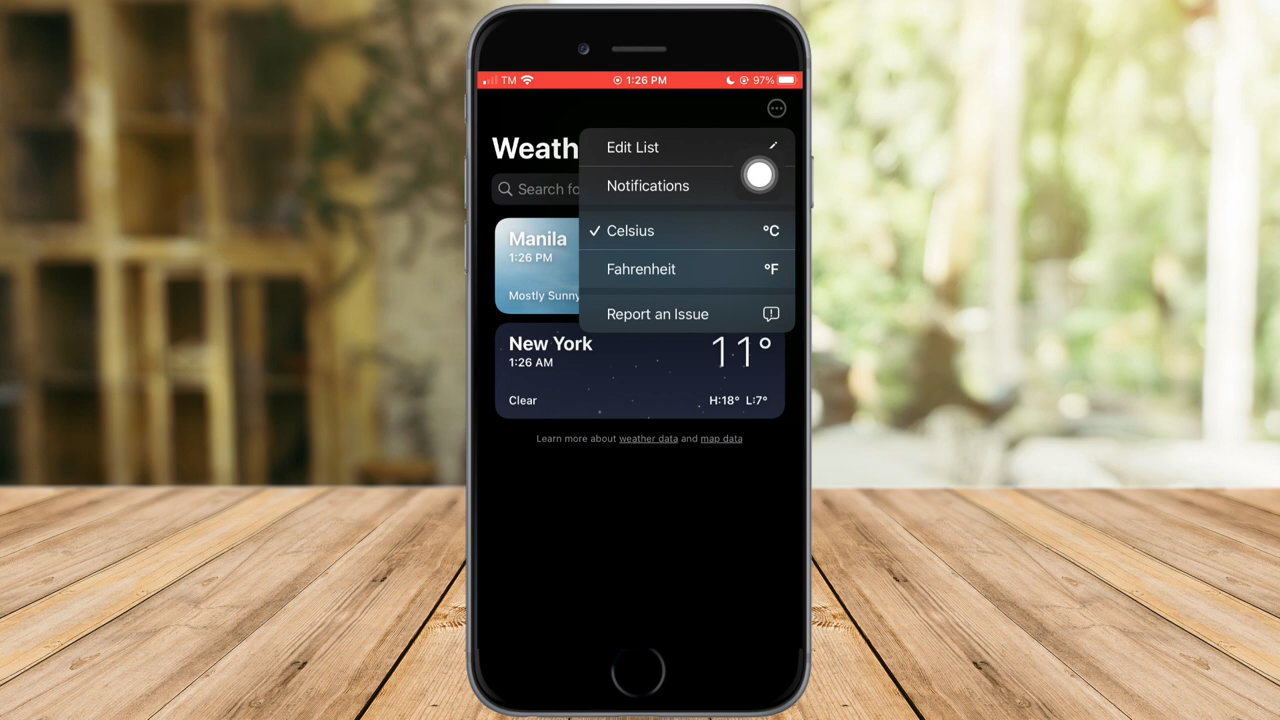 TM 1:26 PM 97%
Weath
Edit List
Notifications
Search fo
Celsius °C
Fahrenheit °F
Report an Issue
Manila
1:26 PM
Mostly Sunny
New York 11°
1:26 AM
Clear H:18° L:7°
Learn more about weather data and map data